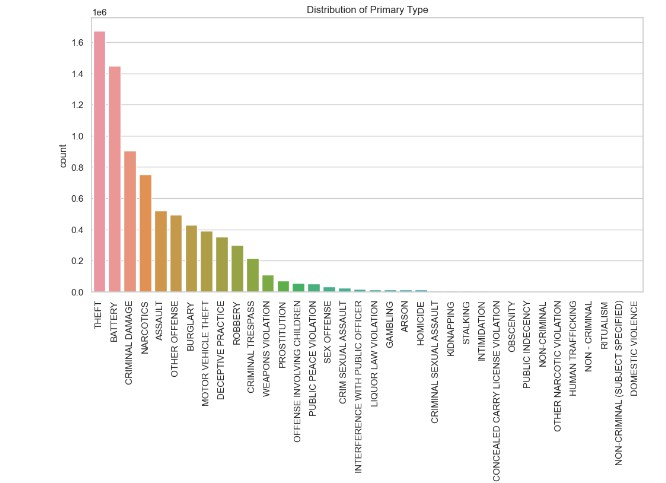 Distribution of Primary Type
1e6
1.6
1.4
1.2
1.0
0.8
0.6
0.4
0.2
0.0
count
THEFT
BATTERY
CRIMINAL DAMAGE
NARCOTICS
ASSAULT
OTHER OFFENSE
BURGLARY
MOTOR VEHICLE THEFT
DECEPTIVE PRACTICE
ROBBERY
CRIMINAL TRESPASS
WEAPONS VIOLATION
PROSTITUTION
OFFENSE INVOLVING CHILDREN
PUBLIC PEACE VIOLATION
SEX OFFENSE
CRIM SEXUAL ASSAULT
INTERFERENCE WITH PUBLIC OFFICER
LIQUOR LAW VIOLATION
GAMBLING
ARSON
HOMICIDE
CRIMINAL SEXUAL ASSAULT
KIDNAPPING
STALKING
INTIMIDATION
CONCEALED CARRY LICENSE VIOLATION
OBSCENITY
PUBLIC INDECENCY
NON-CRIMINAL
OTHER NARCOTIC VIOLATION
HUMAN TRAFFICKING
NON - CRIMINAL
RITUALISM
NON-CRIMINAL (SUBJECT SPECIFIED)
DOMESTIC VIOLENCE